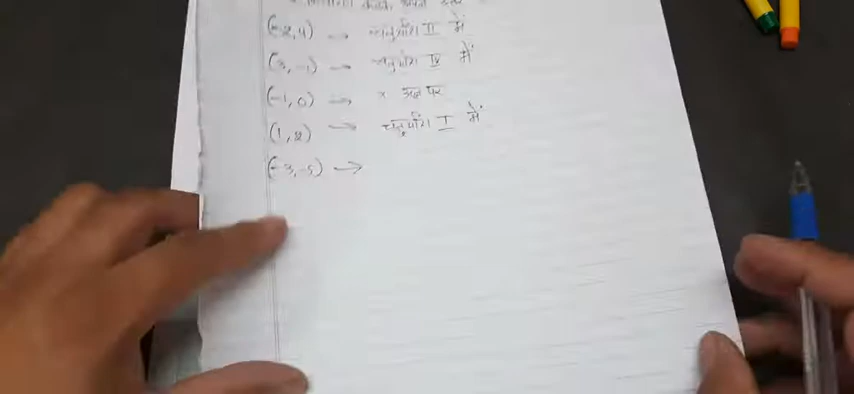 (-2,4) → चतुर्थांश II में
(3,-1) → चतुर्थांश IV में
(-1,0) → x अक्ष पर
(1,2) → चतुर्थांश I में
(-3,-5) →